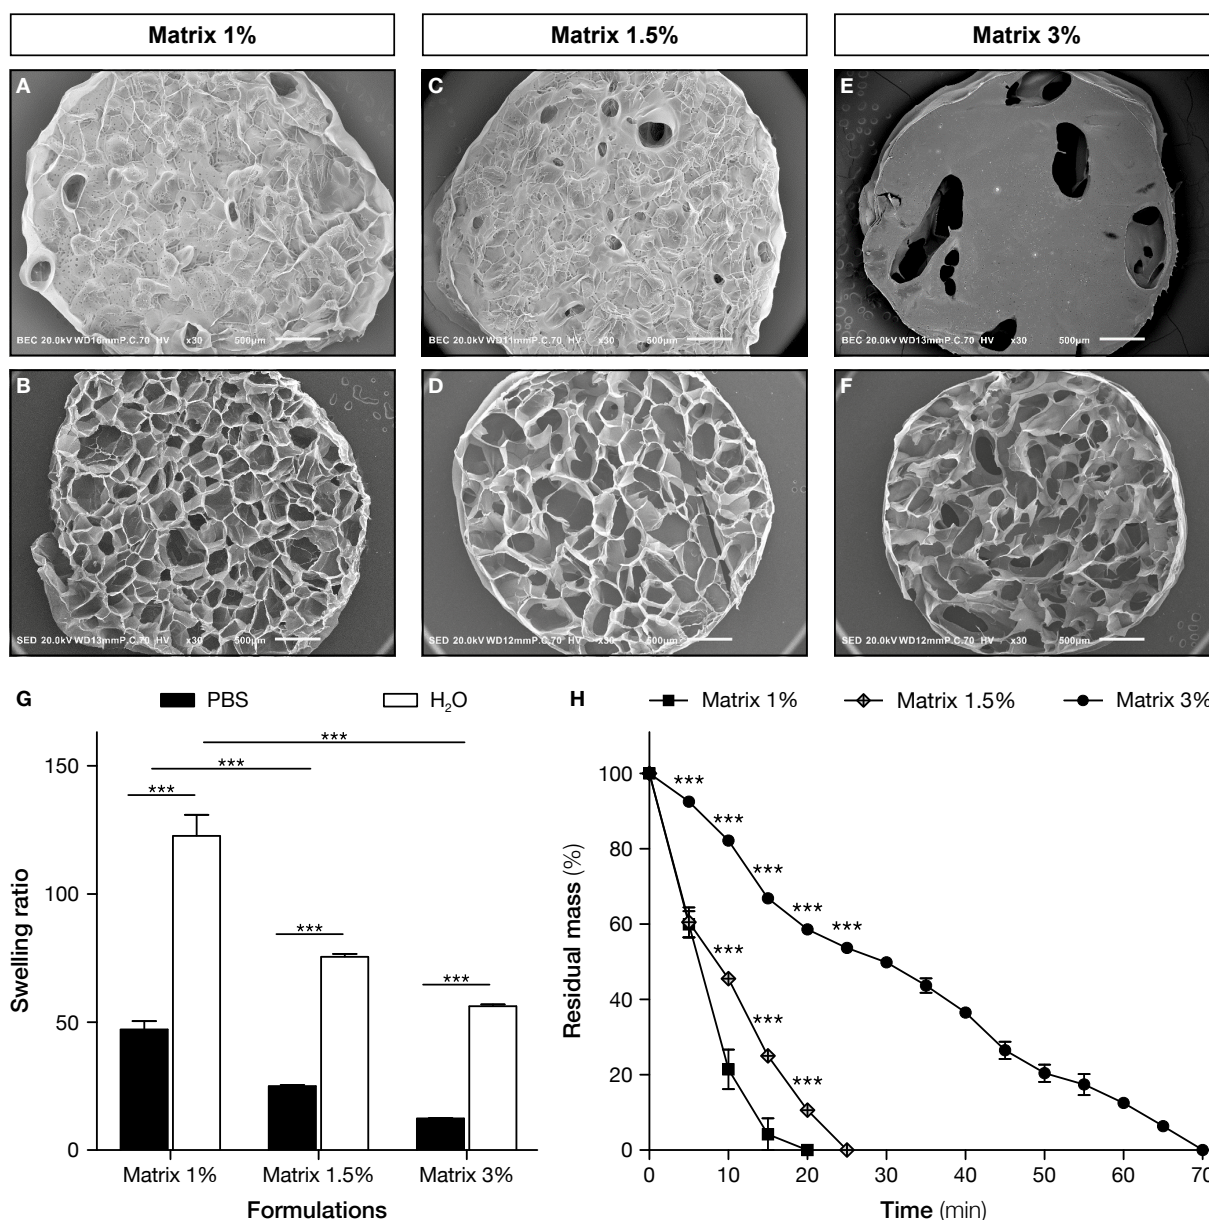 Matrix 1%
Matrix 1.5%
Matrix 3%
A
C
E
BEC 20.0kV WD16mmP.C.70 HV x30 500µm
BEC 20.0kV WD11mmP.C.70 HV x30 500µm
BEC 20.0kV WD13mmP.C.70 HV x30 500µm
B
D
F
SED 20.0kV WD13mmP.C.70 HV x30 500µm
SED 20.0kV WD12mmP.C.70 HV x30 500µm
SED 20.0kV WD12mmP.C.70 HV x30 500µm
G
PBS
H₂O
***
***
***
***
***
150
100
50
0
Swelling ratio
Matrix 1%
Matrix 1.5%
Matrix 3%
Formulations
H
Matrix 1%
Matrix 1.5%
Matrix 3%
***
***
***
***
***
***
***
***
100
80
60
40
20
0
Residual mass (%)
0
10
20
30
40
50
60
70
Time (min)